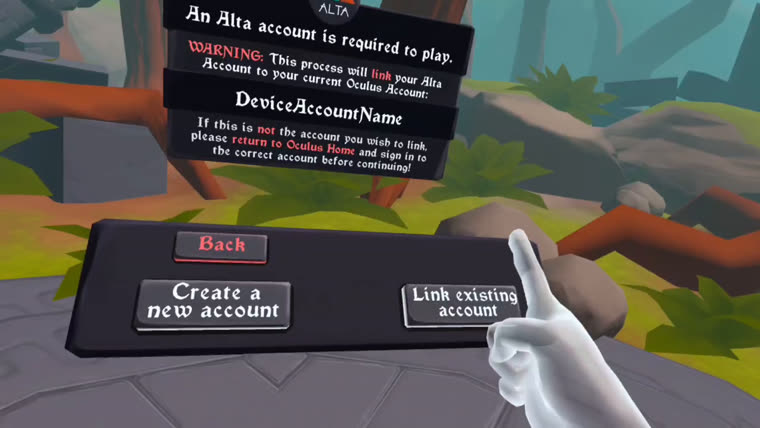 ALTA
An Alta account is required to play.
WARNING: This process will link your Alta
Account to your current Oculus Account:
DeviceAccountName
If this is not the account you wish to link,
please return to Oculus Home and sign in to
the correct account before continuing!
Back
Create a
new account
Link existing
account